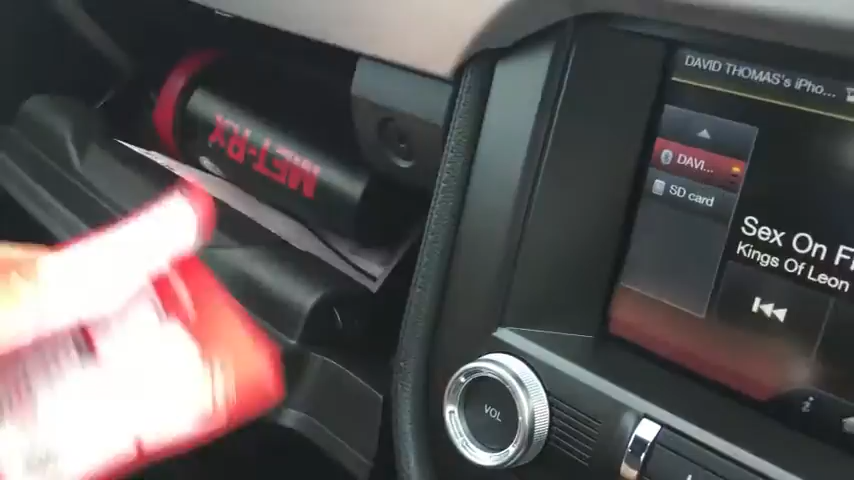 MET-RX
DAVID THOMAS's iPho...
DAVI...
SD card
Sex On Fi
Kings Of Leon
VOL
i